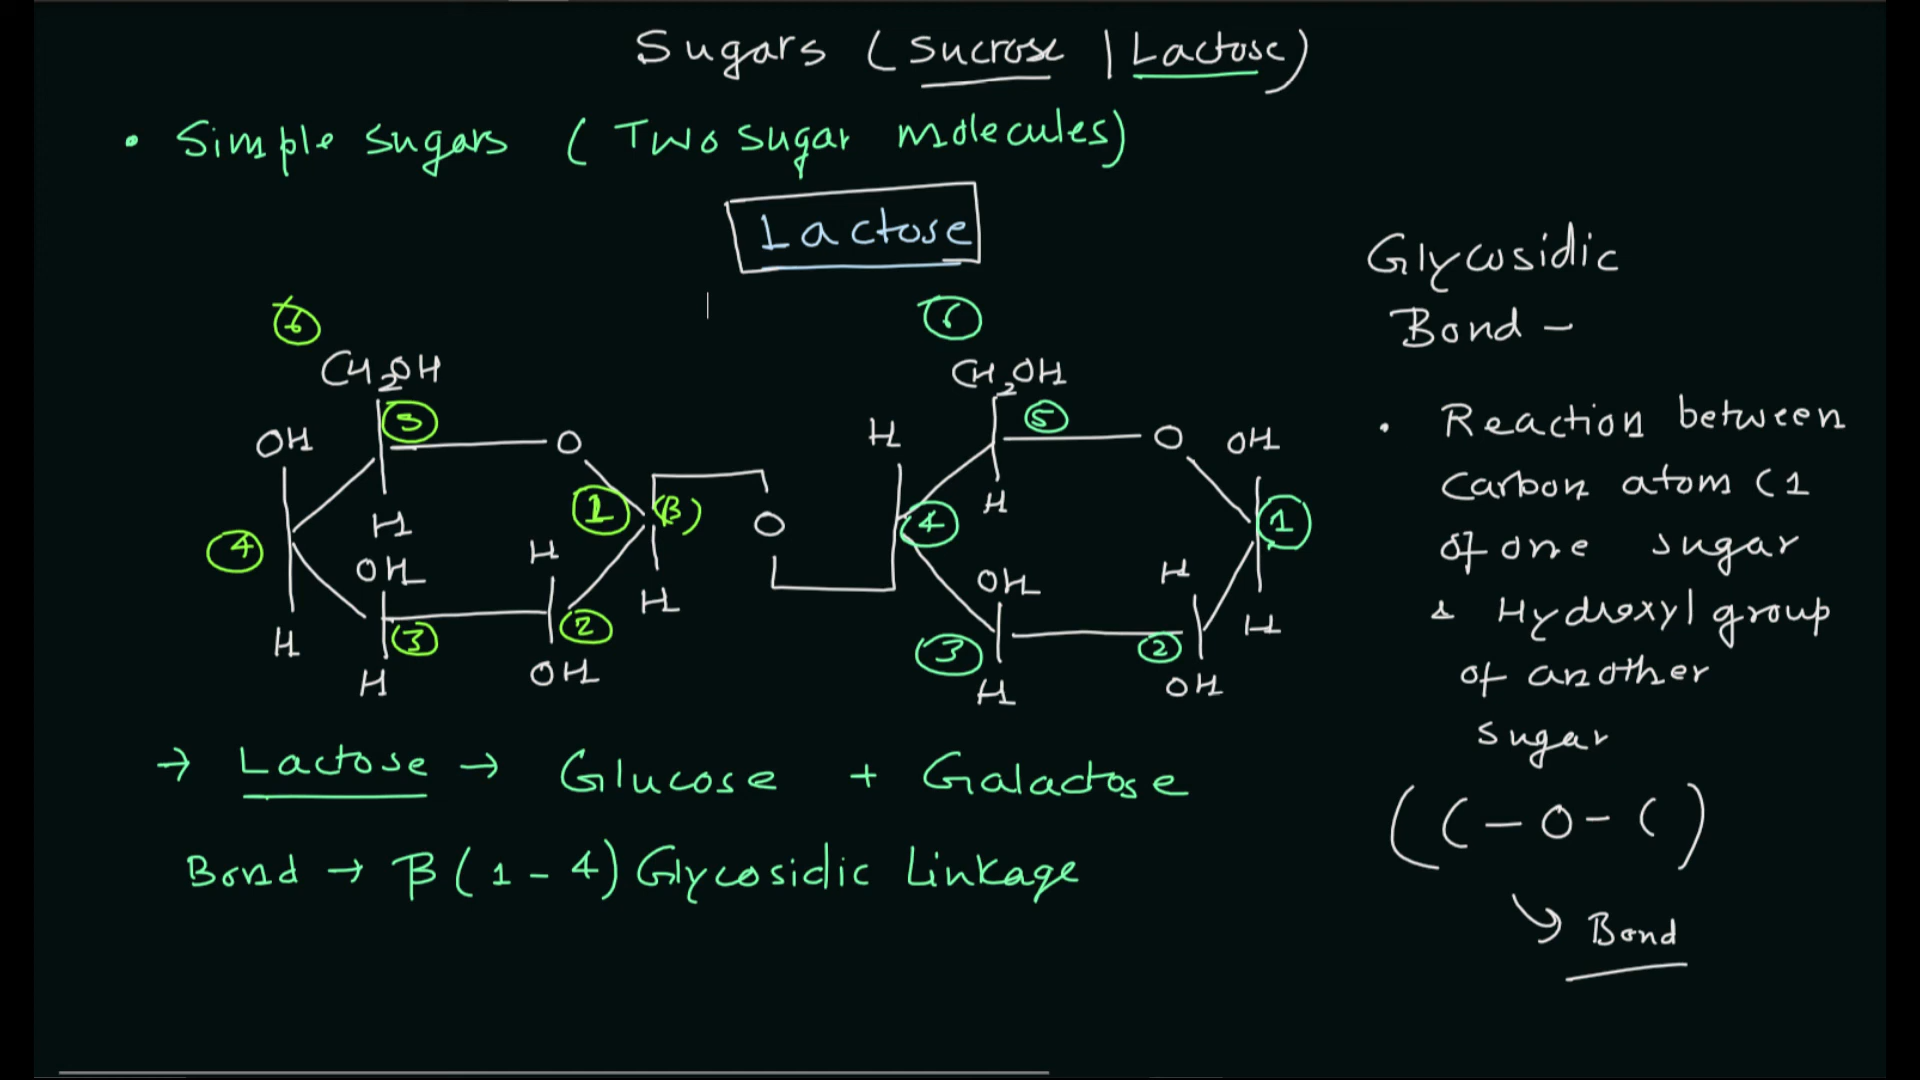 Sugars (Sucrose | Lactose)
• Simple sugars (Two sugar molecules)
Lactose
6
CH2OH
5
OH
O
1
(β)
4
H
OH
H
H
H
3
2
H
OH
O
6
CH2OH
5
H
O
OH
4
H
1
OH
H
H
3
2
H
OH
→ Lactose → Glucose + Galactose
Bond → β(1-4) Glycosidic Linkage
Glycosidic
Bond -
• Reaction between
Carbon atom C1
of one sugar
& Hydroxyl group
of another
sugar
(C-O-C)
Bond